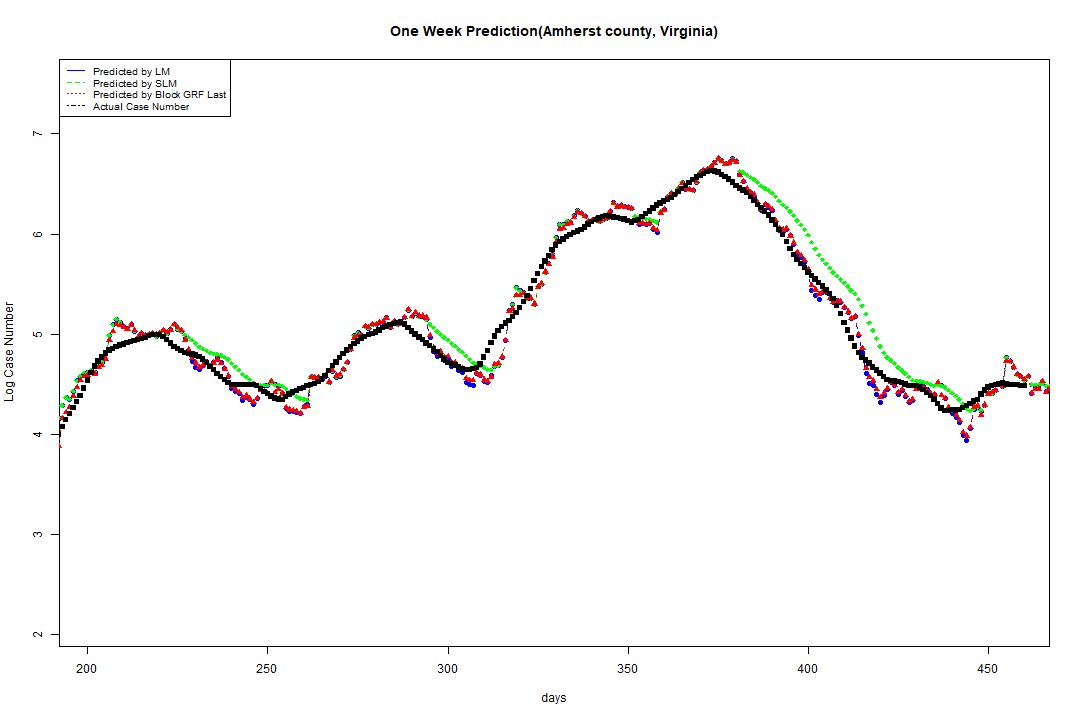 One Week Prediction(Amherst county, Virginia)
Predicted by LM
Predicted by SLM
Predicted by Block GRF Last
Actual Case Number
7
6
5
4
3
2
Log Case Number
200 250 300 350 400 450
days